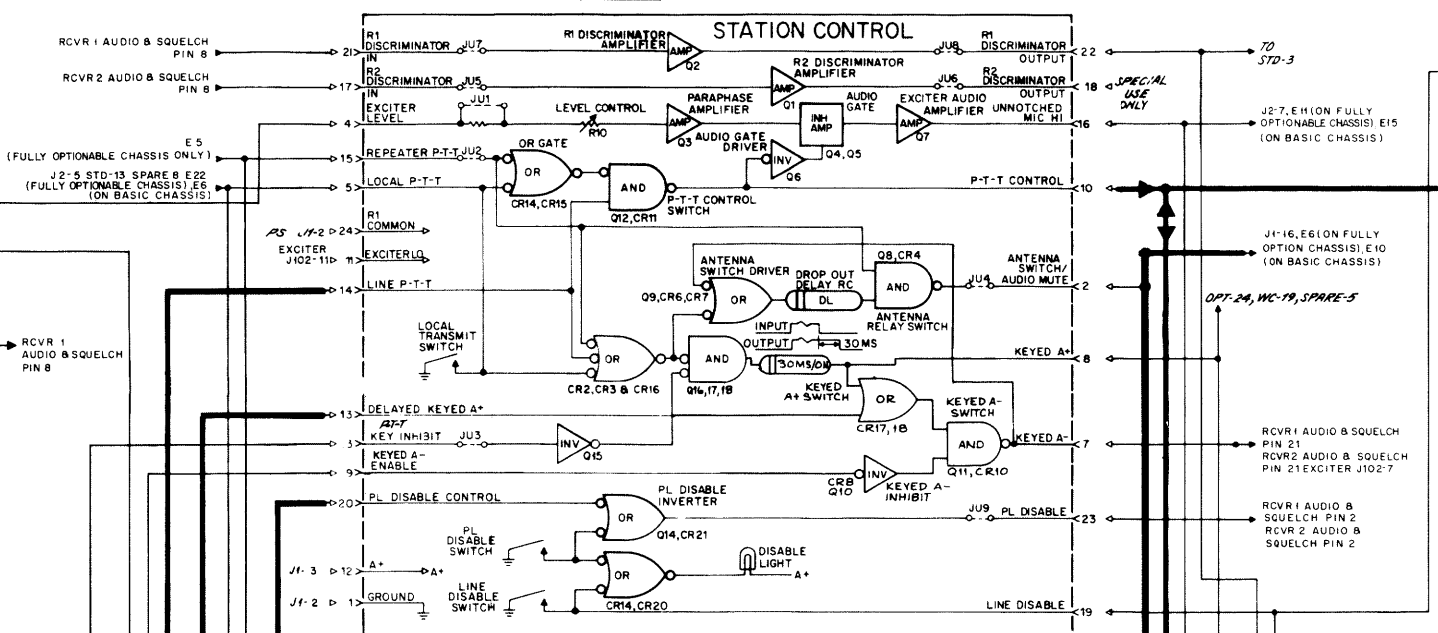 STATION CONTROL
RCVR 1 AUDIO & SQUELCH
PIN 8
21
R1
DISCRIMINATOR
IN
JU7
R1 DISCRIMINATOR
AMPLIFIER
AMP
Q2
JU8
R1
DISCRIMINATOR
OUTPUT
22
TO
STD-3
RCVR 2 AUDIO & SQUELCH
PIN 8
17
R2
DISCRIMINATOR
IN
JU5
R2 DISCRIMINATOR
AMPLIFIER
AMP
Q1
JU6
R2
DISCRIMINATOR
OUTPUT
18
SPECIAL
USE
ONLY
4
EXCITER
LEVEL
JU1
LEVEL CONTROL
R10
PARAPHASE
AMPLIFIER
AMP
Q3
AUDIO
GATE
INH
AMP
Q4, Q5
EXCITER AUDIO
AMPLIFIER
AMP
Q7
UNNOTCHED
MIC HI
16
J2-7, E11 (ON FULLY
OPTIONABLE CHASSIS), E15
(ON BASIC CHASSIS)
E5
(FULLY OPTIONABLE CHASSIS ONLY)
15
REPEATER P-T-T
JU2
OR GATE
OR
CR14, CR15
AUDIO GATE
DRIVER
INV
Q6
J2-5 STD-13 SPARE 8 E22
(FULLY OPTIONABLE CHASSIS), E6
(ON BASIC CHASSIS)
5
LOCAL P-T-T
AND
Q12, CR11
P-T-T CONTROL
SWITCH
P-T-T CONTROL
10
PS J1-2
24
R1
COMMON
EXCITER
J102-11
11
EXCITER LO
J1-16, E6 (ON FULLY
OPTION CHASSIS), E10
(ON BASIC CHASSIS)
14
LINE P-T-T
ANTENNA
SWITCH DRIVER
Q9, CR6, CR7
OR
DROP OUT
DELAY RC
DL
Q8, CR4
AND
ANTENNA
RELAY SWITCH
JU4
ANTENNA
SWITCH/
AUDIO MUTE
2
OPT-24, WC-19, SPARE-5
RCVR 1
AUDIO & SQUELCH
PIN 8
LOCAL
TRANSMIT
SWITCH
OR
CR2, CR3 & CR16
AND
Q16, 17, 18
INPUT
OUTPUT
30 MS
30MS/DL
KEYED A+
8
KEYED
A+ SWITCH
OR
CR17, 18
13
DELAYED KEYED A+
P-T-T
3
KEY INHIBIT
JU3
INV
Q15
KEYED A-
SWITCH
AND
Q11, CR10
KEYED A-
7
RCVR 1 AUDIO & SQUELCH
PIN 21
RCVR2 AUDIO & SQUELCH
PIN 21 EXCITER J102-7
9
KEYED A-
ENABLE
CR8
Q10
INV
KEYED A-
INHIBIT
20
PL DISABLE CONTROL
OR
PL DISABLE
INVERTER
Q14, CR21
JU9
PL DISABLE
23
RCVR 1 AUDIO &
SQUELCH PIN 2
RCVR 2 AUDIO &
SQUELCH PIN 2
PL
DISABLE
SWITCH
J1-3
12
A+
A+
OR
CR14, CR20
DISABLE
LIGHT
A+
J1-2
1
GROUND
LINE
DISABLE
SWITCH
LINE DISABLE
19